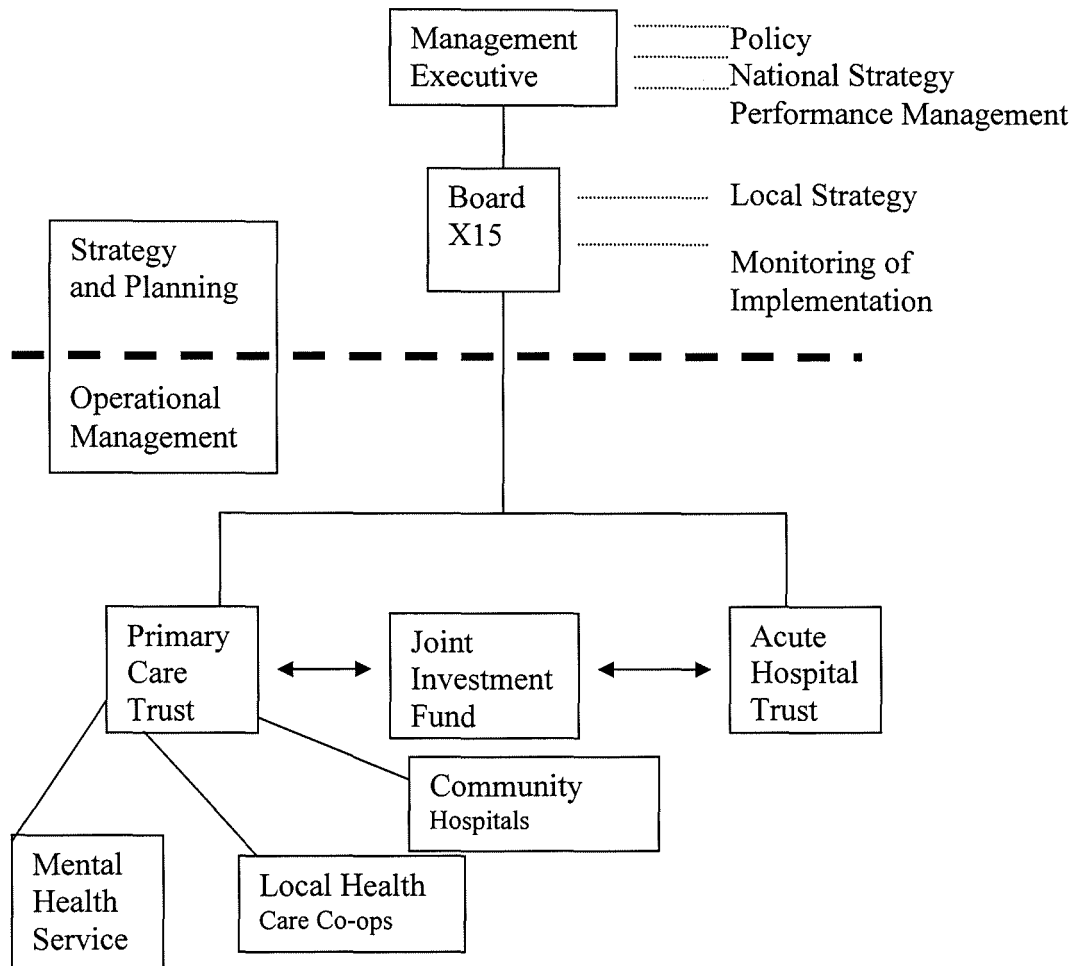 Management
Executive
Policy
National Strategy
Performance Management
Board
X15
Local Strategy
Monitoring of
Implementation
Strategy
and Planning
Operational
Management
Primary
Care
Trust
Joint
Investment
Fund
Acute
Hospital
Trust
Community
Hospitals
Mental
Health
Service
Local Health
Care Co-ops